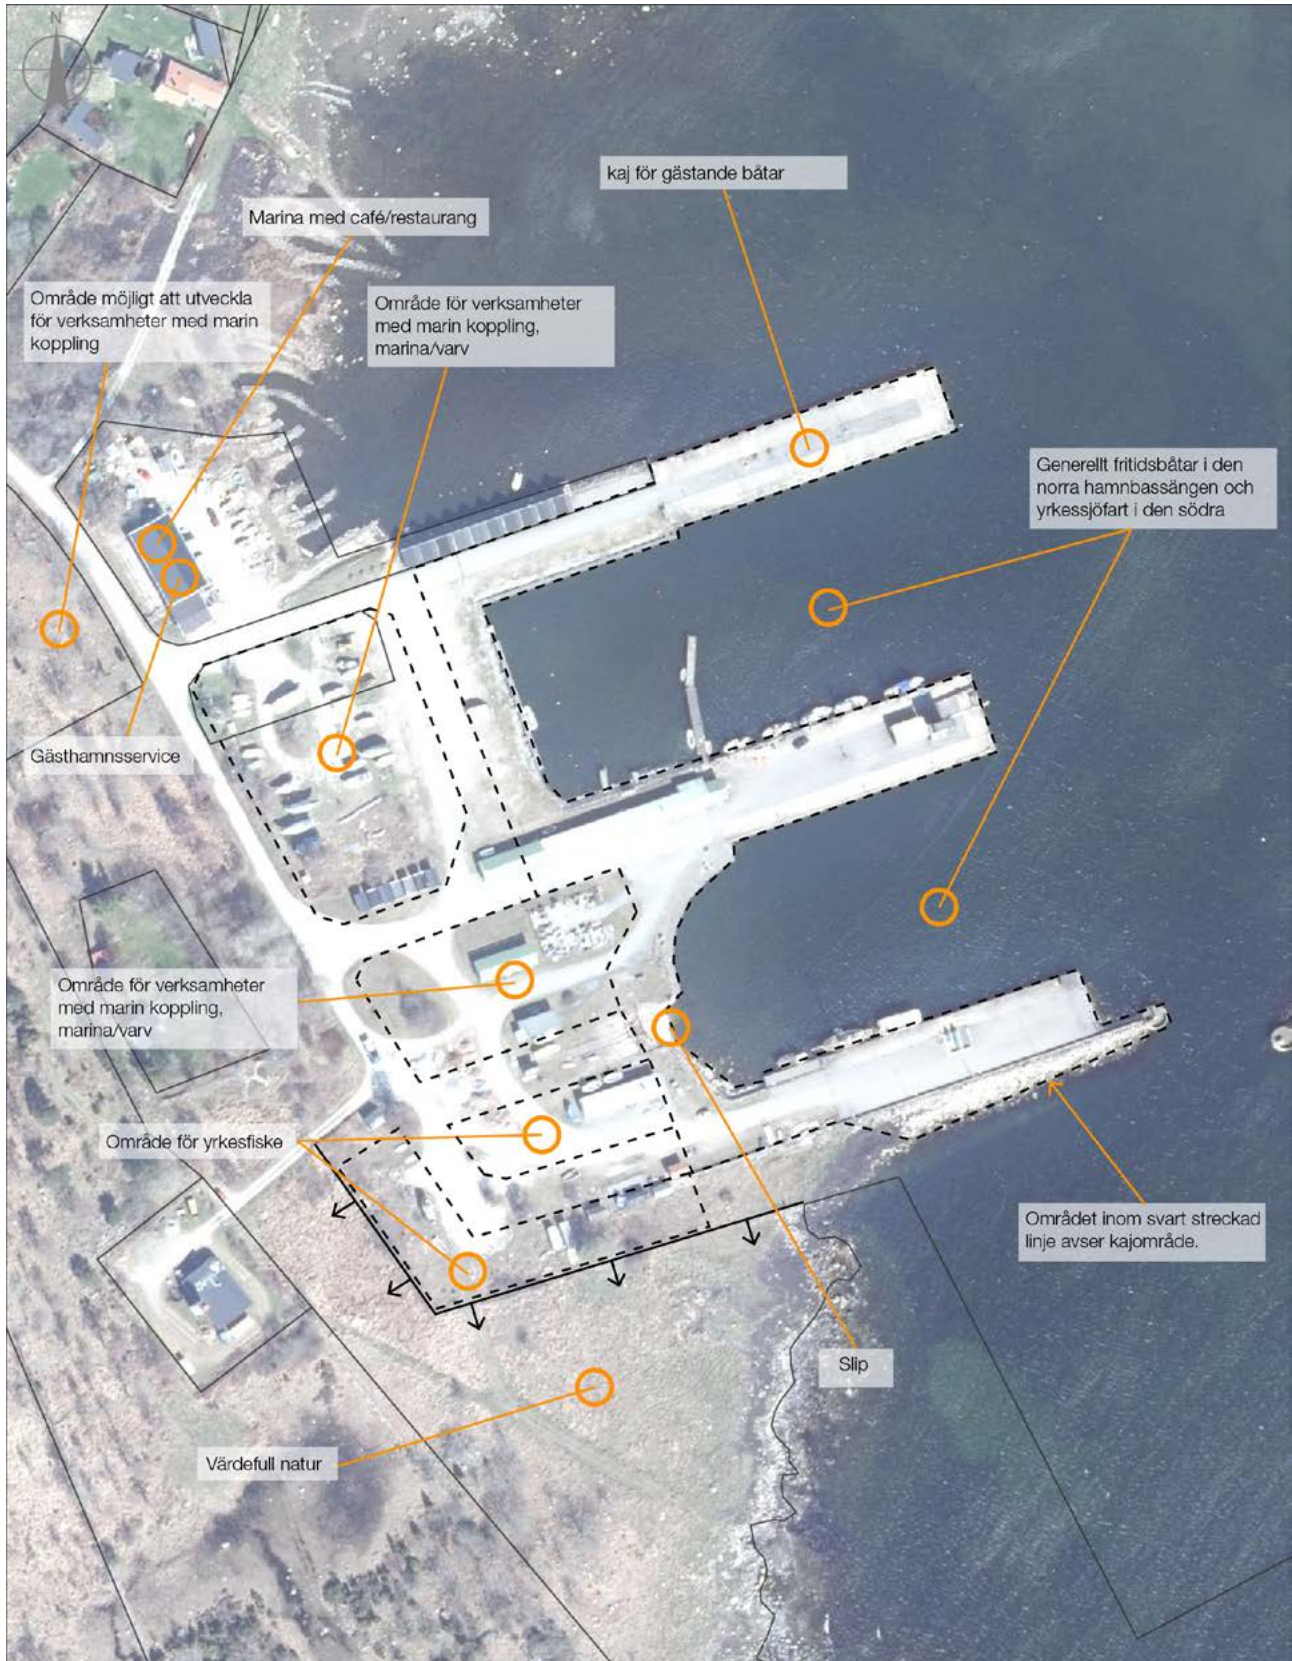 N
kaj för gästande båtar
Marina med café/restaurang
Område möjligt att utveckla
för verksamheter med marin
koppling
Område för verksamheter
med marin koppling,
marina/varv
Generellt fritidsbåtar i den
norra hamnbassängen och
yrkessjöfart i den södra
Gästhamnsservice
Område för verksamheter
med marin koppling,
marina/varv
Område för yrkesfiske
Området inom svart streckad
linje avser kajområde.
Slip
Värdefull natur